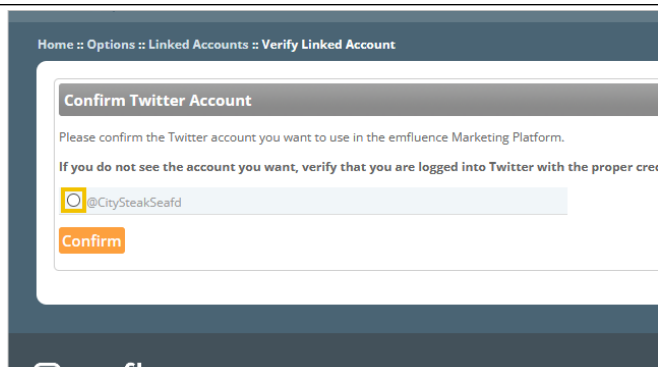 Home :: Options :: Linked Accounts :: Verify Linked Account
Confirm Twitter Account
Please confirm the Twitter account you want to use in the emfluence Marketing Platform.
If you do not see the account you want, verify that you are logged into Twitter with the proper cre
@CitySteakSeafd
Confirm